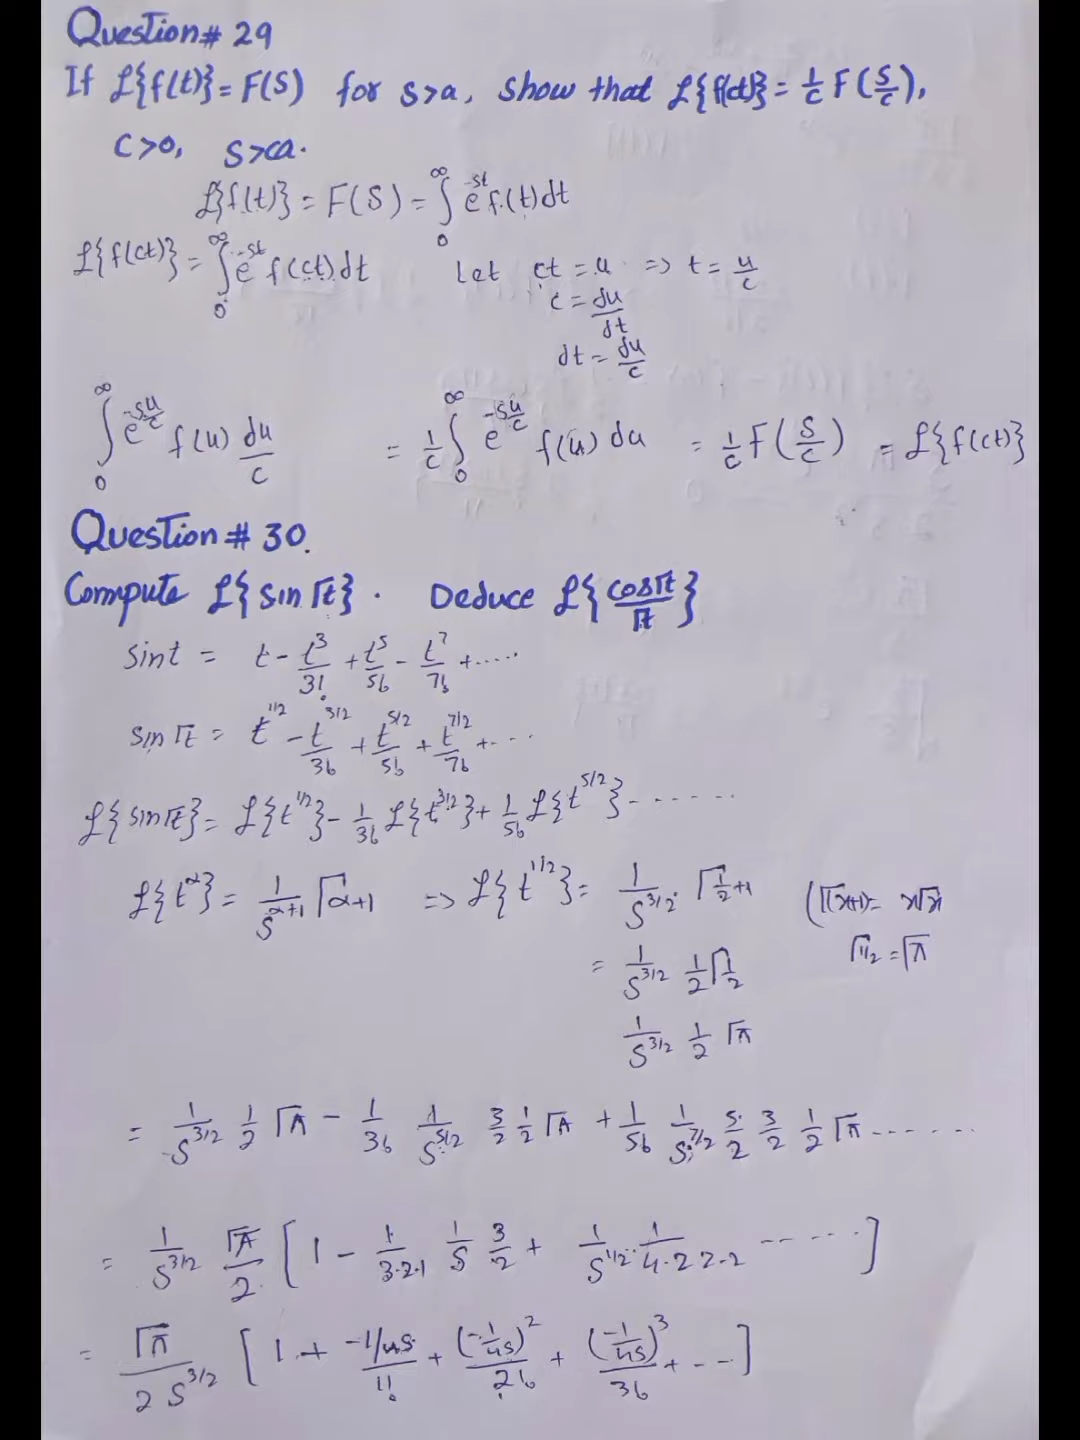 Question# 29
If ℒ{f(t)} = F(S) for s>a, show that ℒ{f(ct)} = 1/c F(s/c),
c>0, s>ca.
ℒ{f(t)} = F(S) = ∫₀^∞ e^-st f(t)dt
ℒ{f(ct)} = ∫₀^∞ e^-st f(ct)dt Let ct = u => t = u/c
c = du/dt
dt = du/c
∫₀^∞ e^-su/c f(u) du/c = 1/c ∫₀^∞ e^-su/c f(u) du = 1/c F(s/c) = ℒ{f(ct)}
Question # 30.
Compute ℒ{sin√t}. Deduce ℒ{cos√t/√t}
sint = t - t^3/3! + t^5/5! - t^7/7! + .....
sin√t = t^1/2 - t^3/2/3! + t^5/2/5! + t^7/2/7! + ...
ℒ{sin√t} = ℒ{t^1/2} - 1/3! ℒ{t^3/2} + 1/5! ℒ{t^5/2} - ......
ℒ{t^α} = 1/s^α+1 Γα+1 => ℒ{t^1/2} = 1/s^3/2 . Γ1/2+1 (Γx+1 = xΓx
= 1/s^3/2 1/2 Γ1/2 Γ1/2 = √π
1/s^3/2 1/2 √π
= 1/s^3/2 1/2 √π - 1/3! 1/s^5/2 3/2 1/2 √π + 1/5! 1/s^7/2 5/2 3/2 1/2 √π ......
= 1/s^3/2 √π/2 [1 - 1/3.2.1 1/s 3/2 + 1/s^1/2 . 1/4.2 2.2 ......]
= √π/2 s^3/2 [1 + -1/4s/1! + (-1/4s)^2/2! + (-1/4s)^3/3! + ...]